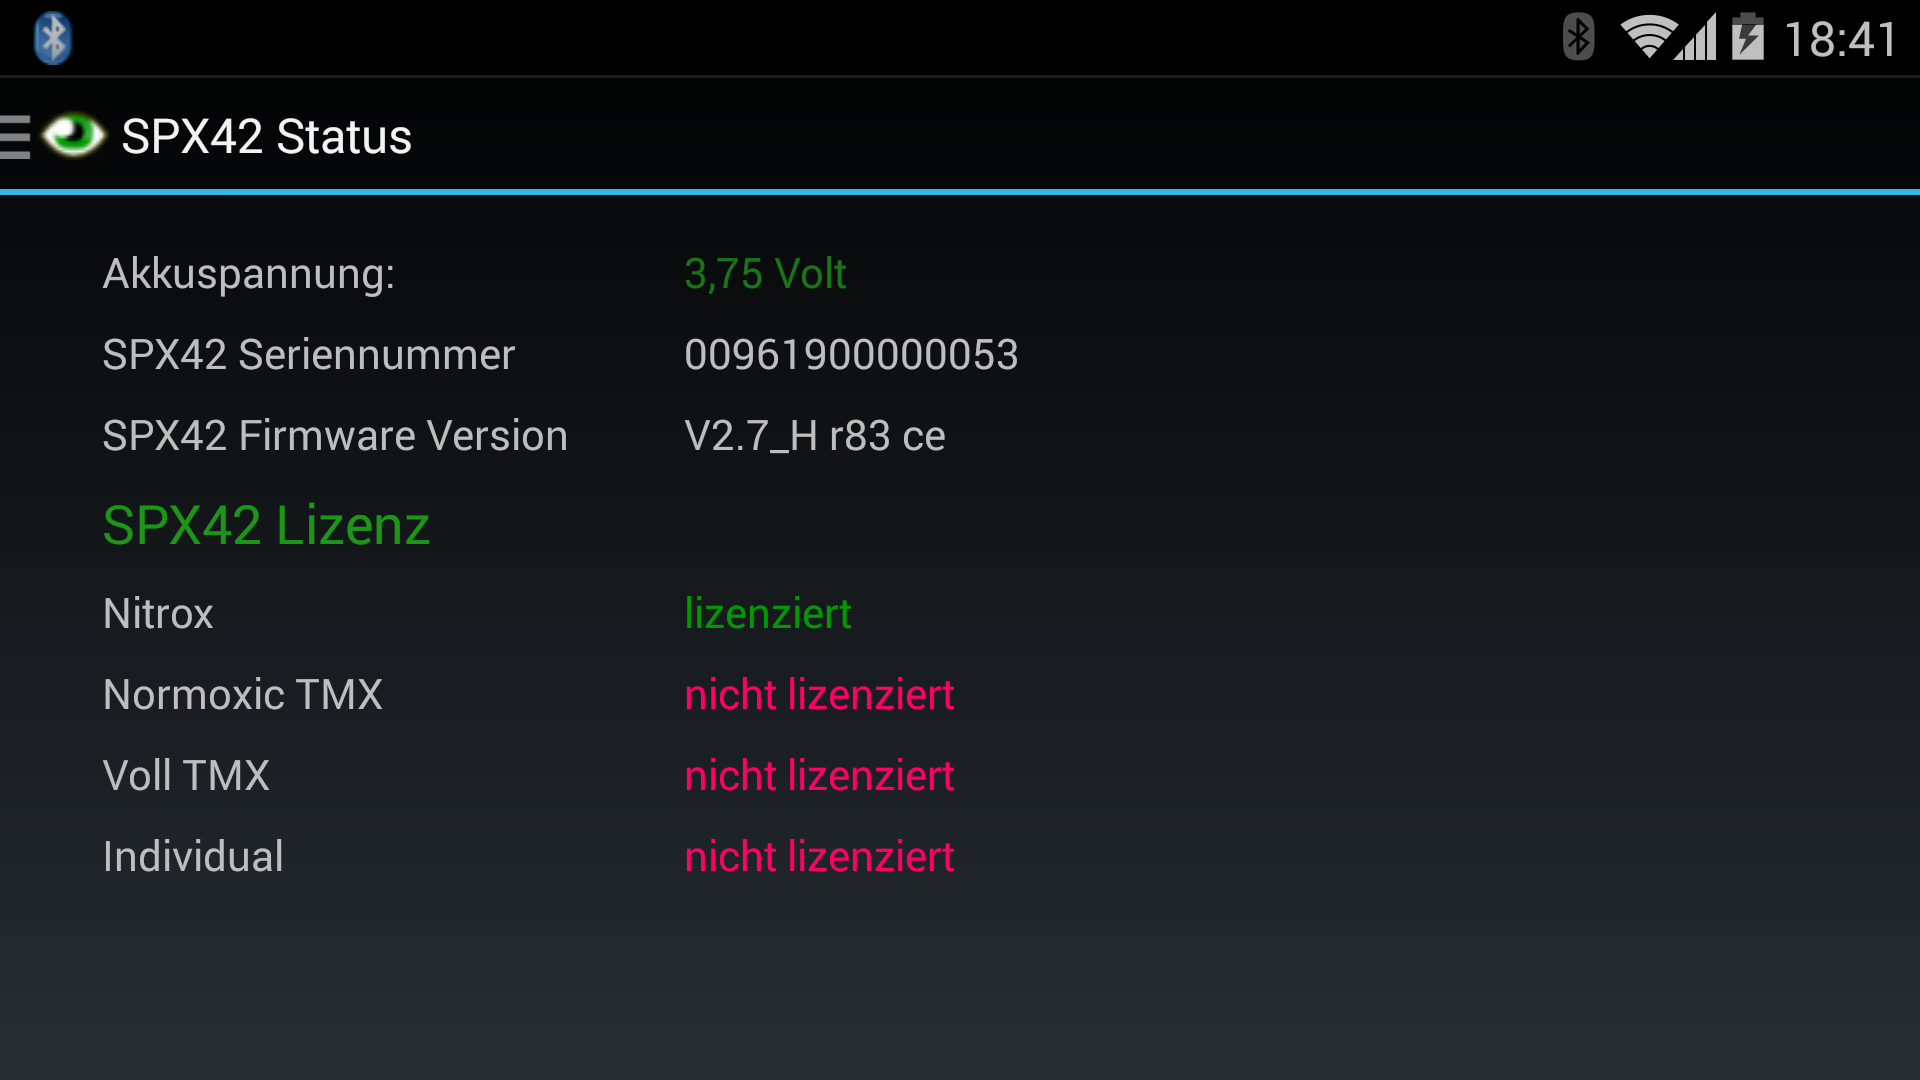 18:41
SPX42 Status
Akkuspannung: 3,75 Volt
SPX42 Seriennummer 00961900000053
SPX42 Firmware Version V2.7_H r83 ce
SPX42 Lizenz
Nitrox lizenziert
Normoxic TMX nicht lizenziert
Voll TMX nicht lizenziert
Individual nicht lizenziert